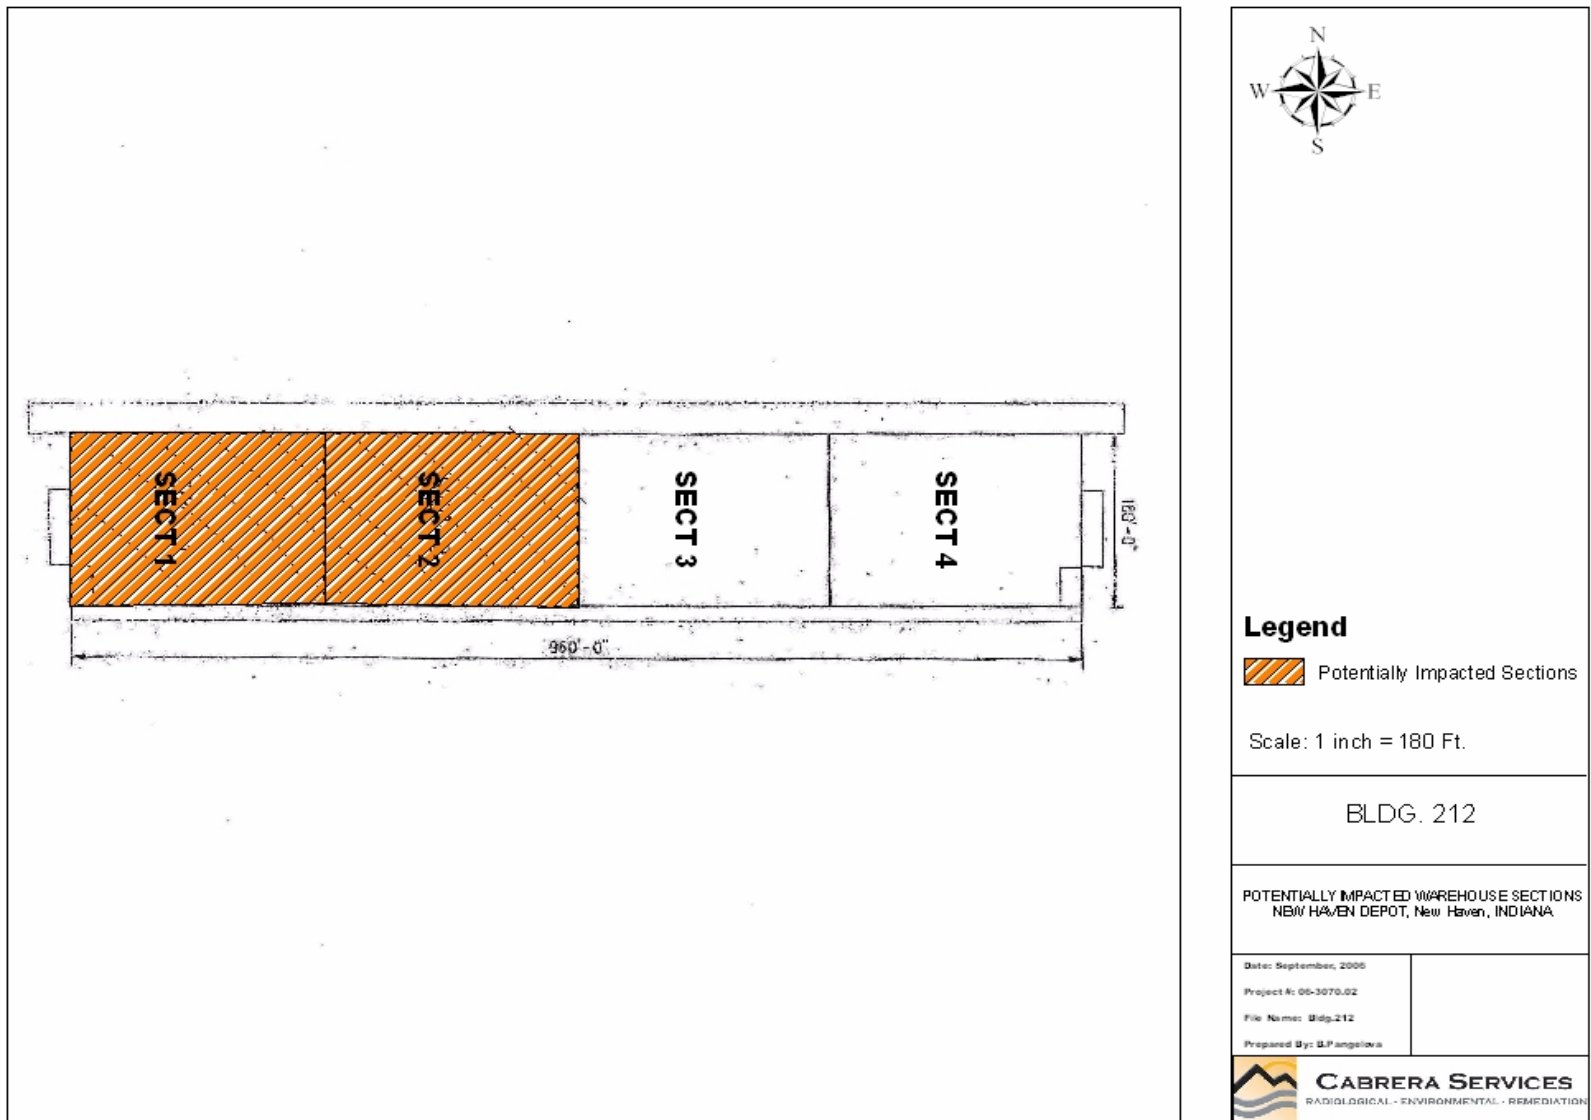 N
W E
S
SECT 1
SECT 2
SECT 3
SECT 4
180'-0"
960'-0"
Legend
Potentially Impacted Sections
Scale: 1 inch = 180 Ft.
BLDG. 212
POTENTIALLY IMPACTED WAREHOUSE SECTIONS
NEW HAVEN DEPOT, New Haven, INDIANA
Date: September, 2006
Project #: 06-3070.02
File Name: Bldg.212
Prepared By: B.Pangelova
CABRERA SERVICES
RADIOLOGICAL - ENVIRONMENTAL - REMEDIATION